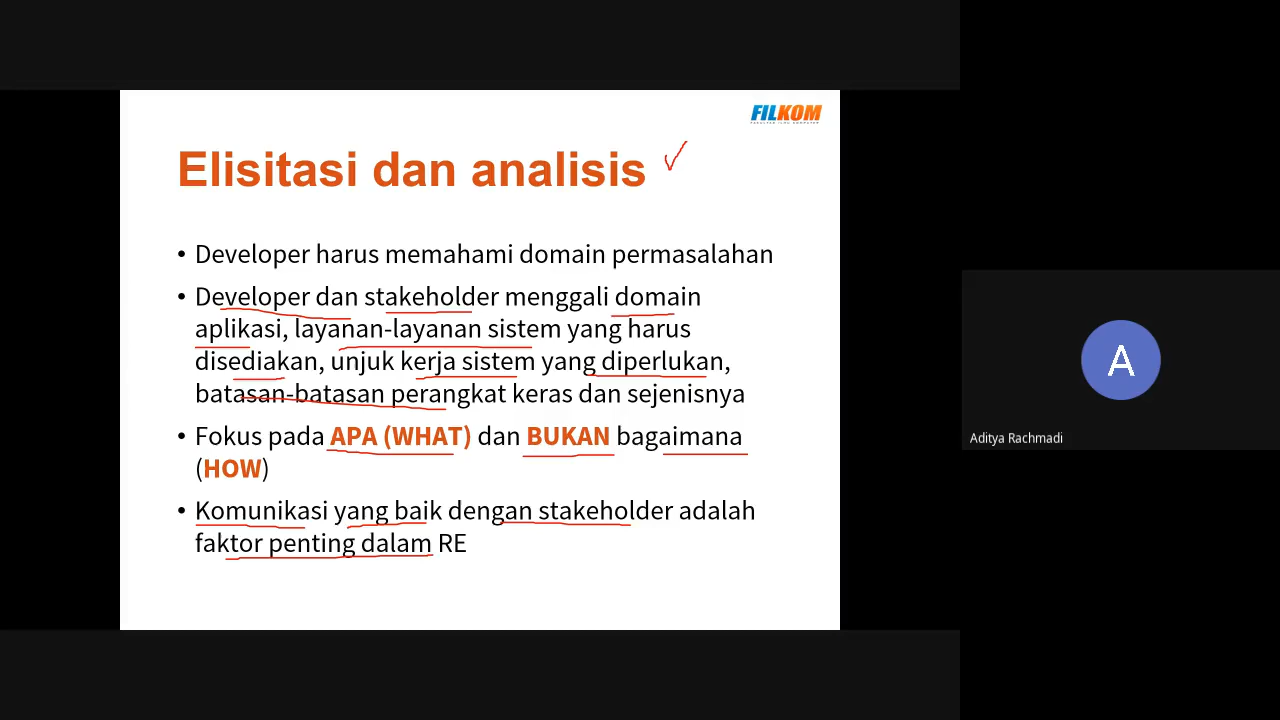 FILKOM
Elisitasi dan analisis
• Developer harus memahami domain permasalahan
• Developer dan stakeholder menggali domain
aplikasi, layanan-layanan sistem yang harus
disediakan, unjuk kerja sistem yang diperlukan,
batasan-batasan perangkat keras dan sejenisnya
• Fokus pada APA (WHAT) dan BUKAN bagaimana
(HOW)
• Komunikasi yang baik dengan stakeholder adalah
faktor penting dalam RE
A
Aditya Rachmadi